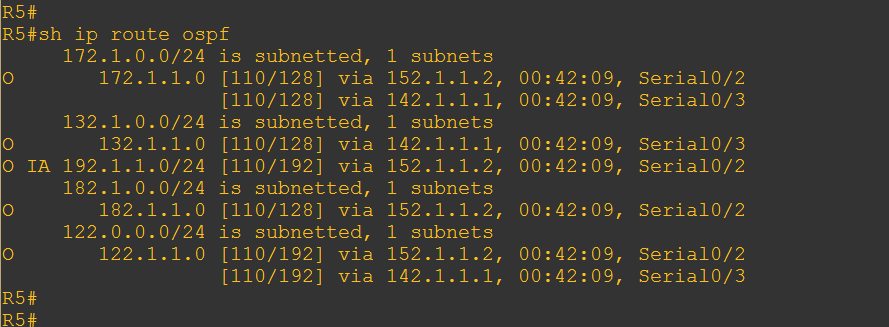 R5#
R5#sh ip route ospf
     172.1.0.0/24 is subnetted, 1 subnets
O       172.1.1.0 [110/128] via 152.1.1.2, 00:42:09, Serial0/2
                  [110/128] via 142.1.1.1, 00:42:09, Serial0/3
     132.1.0.0/24 is subnetted, 1 subnets
O       132.1.1.0 [110/128] via 142.1.1.1, 00:42:09, Serial0/3
O IA 192.1.1.0/24 [110/192] via 152.1.1.2, 00:42:09, Serial0/2
     182.1.0.0/24 is subnetted, 1 subnets
O       182.1.1.0 [110/128] via 152.1.1.2, 00:42:09, Serial0/2
     122.0.0.0/24 is subnetted, 1 subnets
O       122.1.1.0 [110/192] via 152.1.1.2, 00:42:09, Serial0/2
                  [110/192] via 142.1.1.1, 00:42:09, Serial0/3
R5#
R5#